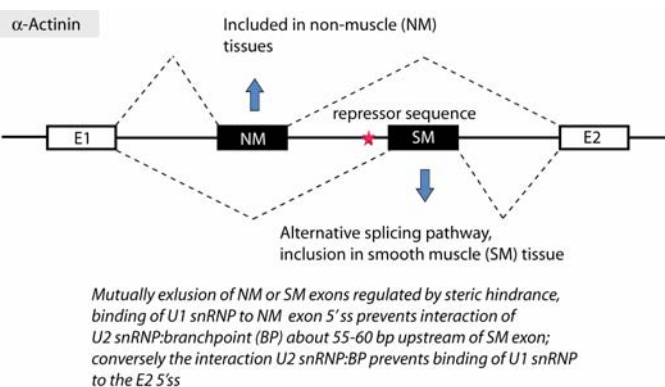 α-Actinin
Included in non-muscle (NM)
tissues
repressor sequence
E1
NM
SM
E2
Alternative splicing pathway,
inclusion in smooth muscle (SM) tissue
Mutually exlusion of NM or SM exons regulated by steric hindrance,
binding of U1 snRNP to NM exon 5' ss prevents interaction of
U2 snRNP:branchpoint (BP) about 55-60 bp upstream of SM exon;
conversely the interaction U2 snRNP:BP prevents binding of U1 snRNP
to the E2 5'ss